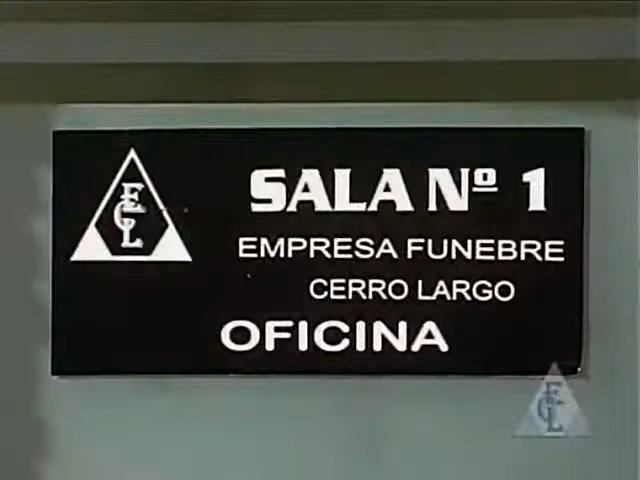 SALA Nº 1
EMPRESA FUNEBRE
CERRO LARGO
OFICINA
ECL
ECL